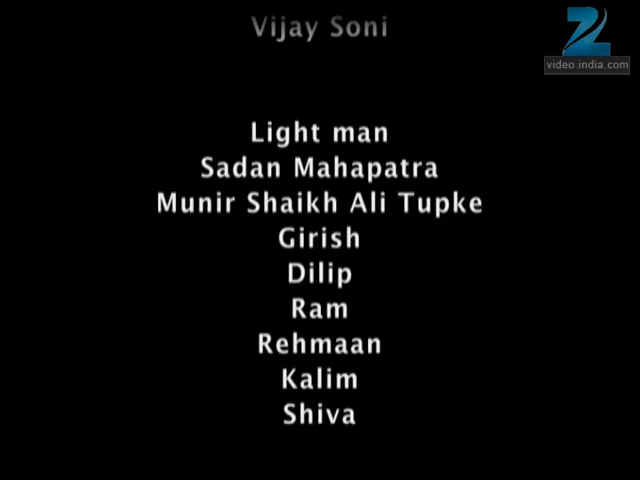 Vijay Soni
Z
video.india.com
Light man
Sadan Mahapatra
Munir Shaikh Ali Tupke
Girish
Dilip
Ram
Rehmaan
Kalim
Shiva